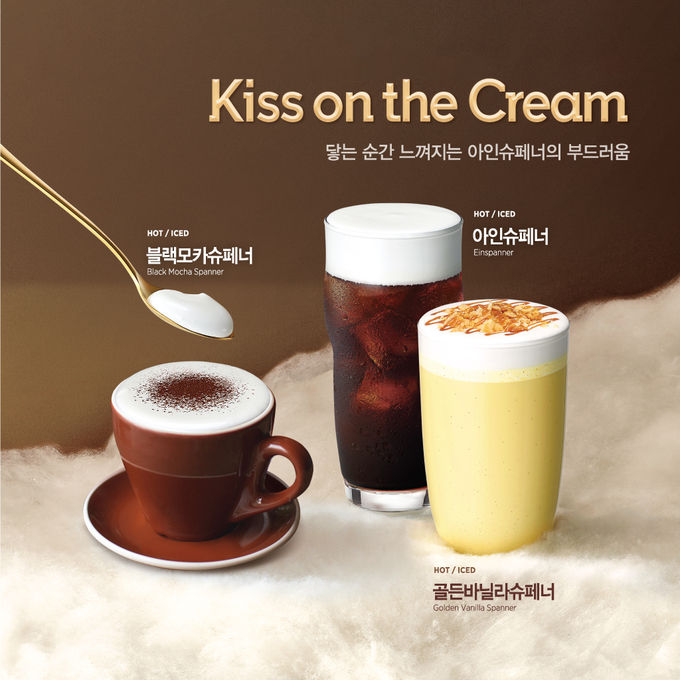 Kiss on the Cream
닿는 순간 느껴지는 아인슈페너의 부드러움
HOT / ICED
아인슈페너
Einspanner
HOT / ICED
블랙모카슈페너
Black Mocha Spanner
HOT / ICED
골든바닐라슈페너
Golden Vanilla Spanner